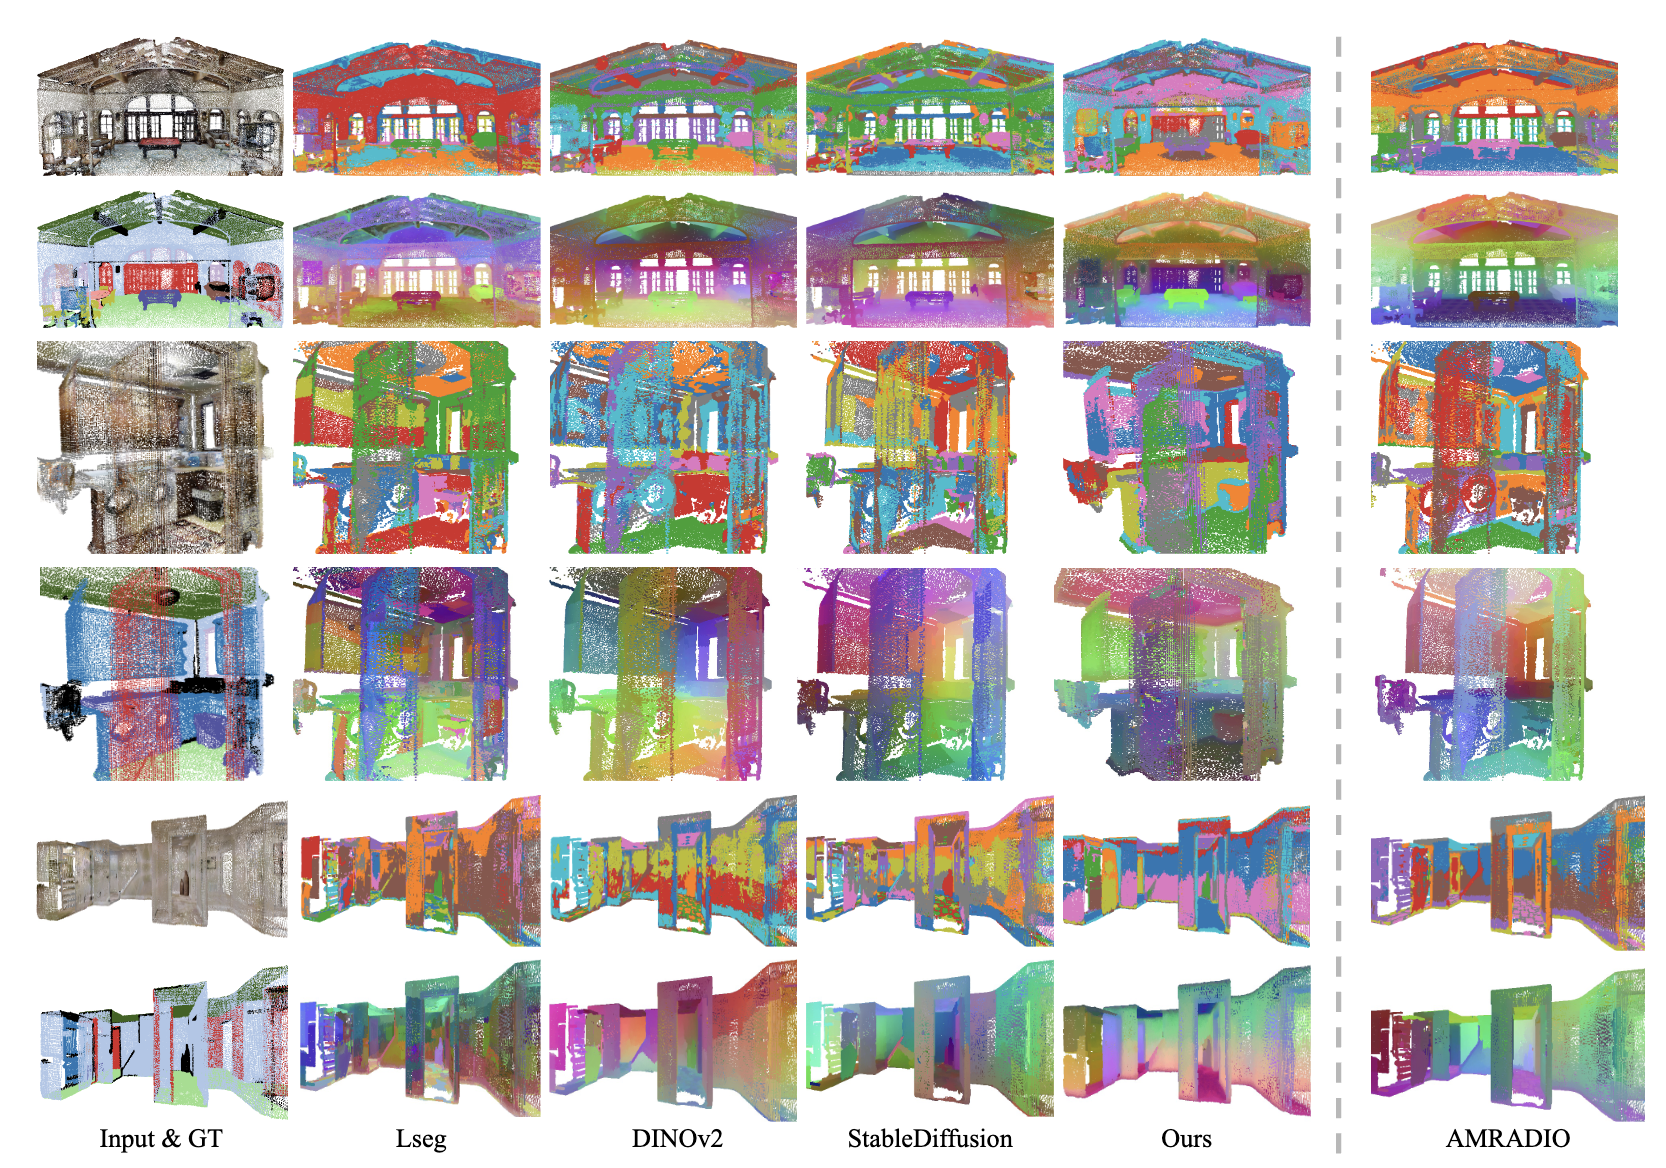 Input & GT
Lseg
DINOv2
StableDiffusion
Ours
AMRADIO